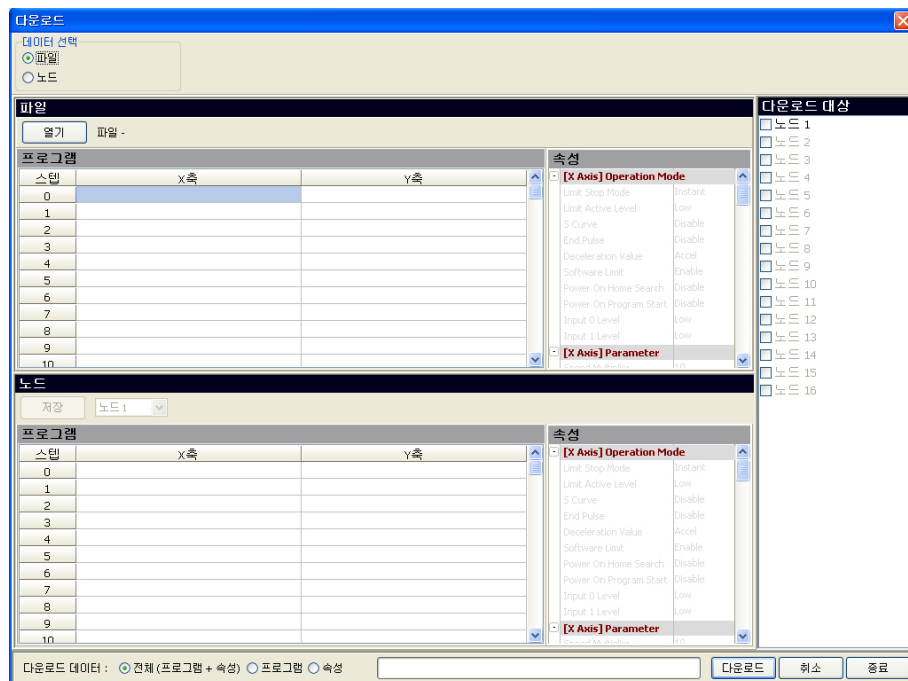 다운로드
데이터 선택
파일
노드
파일
열기 파일 -
프로그램
스텝 X축 Y축
0
1
2
3
4
5
6
7
8
9
10
속성
[X Axis] Operation Mode
Limit Stop Mode Instant
Limit Active Level Low
S Curve Disable
End Pulse Disable
Deceleration Value Accel
Software Limit Enable
Power On Home Search Disable
Power On Program Start Disable
Input 0 Level Low
Input 1 Level Low
[X Axis] Parameter
Speed Multiplier 10
노드
저장 노드 1
프로그램
스텝 X축 Y축
0
1
2
3
4
5
6
7
8
9
10
속성
[X Axis] Operation Mode
Limit Stop Mode Instant
Limit Active Level Low
S Curve Disable
End Pulse Disable
Deceleration Value Accel
Software Limit Enable
Power On Home Search Disable
Power On Program Start Disable
Input 0 Level Low
Input 1 Level Low
[X Axis] Parameter
Speed Multiplier 10
다운로드 대상
노드 1
노드 2
노드 3
노드 4
노드 5
노드 6
노드 7
노드 8
노드 9
노드 10
노드 11
노드 12
노드 13
노드 14
노드 15
노드 16
다운로드 데이터 : 전체 (프로그램 + 속성) 프로그램 속성 다운로드 취소 종료